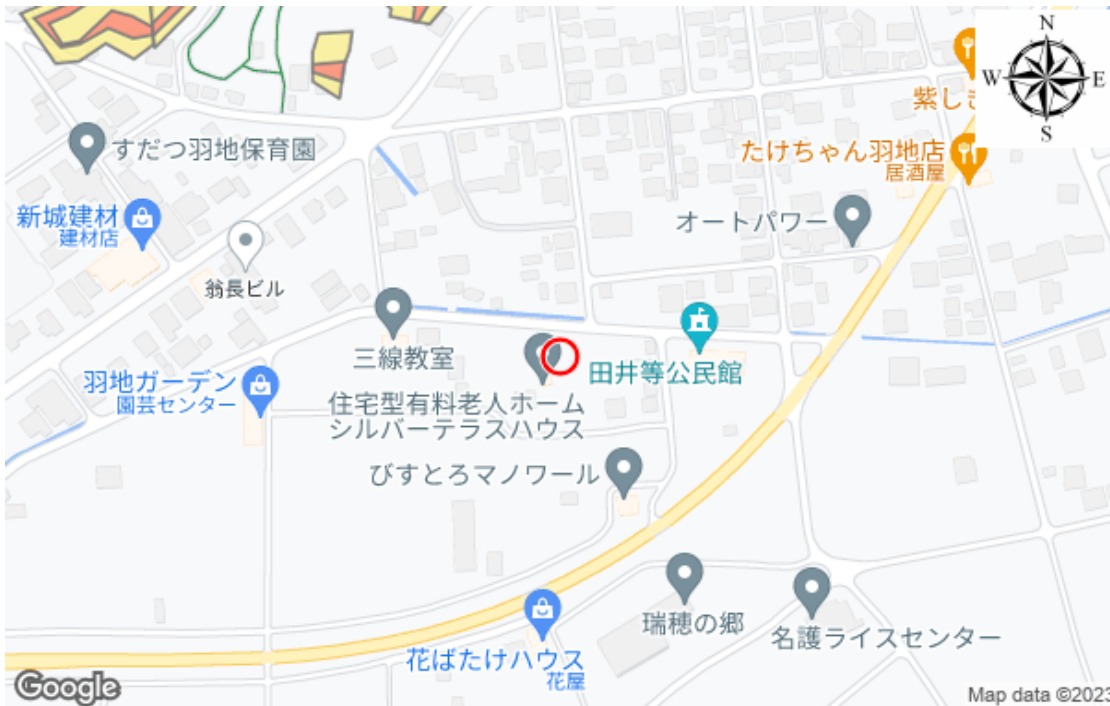 N
W
E
S
紫し
すだつ羽地保育園
たけちゃん羽地店
居酒屋
新城建材
建材店
オートパワー
翁長ビル
三線教室
田井等公民館
羽地ガーデン
園芸センター
住宅型有料老人ホーム
シルバーテラスハウス
びすとろマノワール
瑞穂の郷
名護ライスセンター
花ばたけハウス
花屋
Google
Map data ©2023